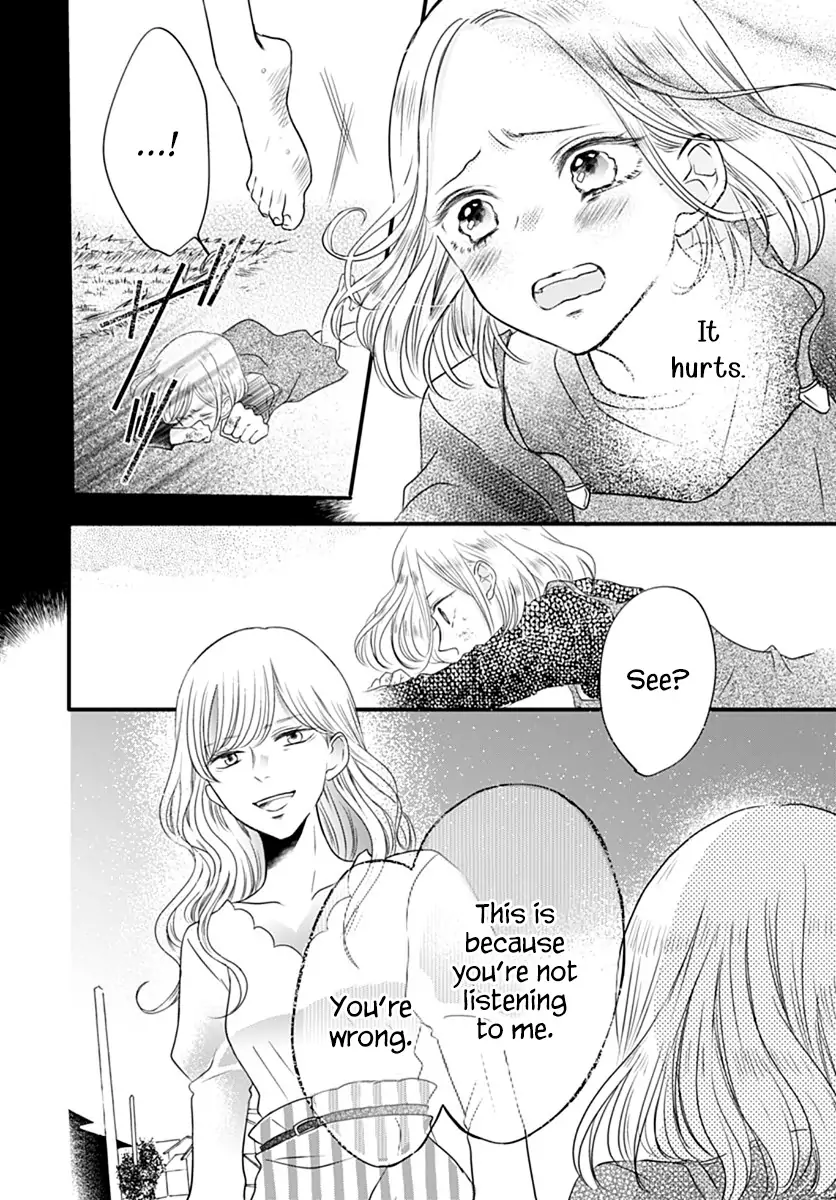 It
hurts.
...!
See?
This is
because
you're not
listening
to me.
You're
wrong.